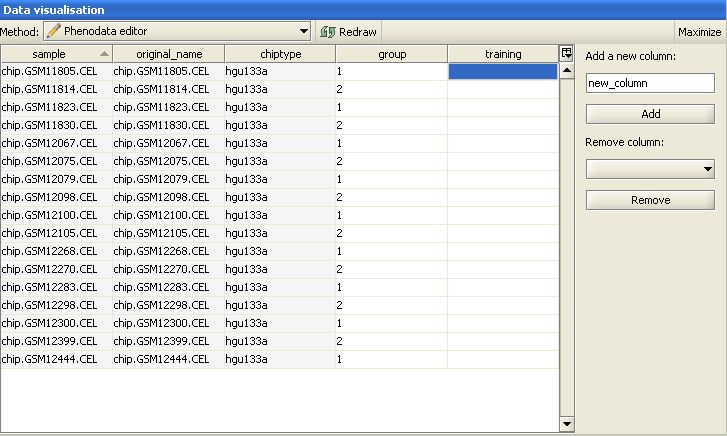 Data visualisation
Method: Phenodata editor Redraw Maximize
sample original_name chiptype group training
chip.GSM11805.CEL chip.GSM11805.CEL hgu133a 1
chip.GSM11814.CEL chip.GSM11814.CEL hgu133a 2
chip.GSM11823.CEL chip.GSM11823.CEL hgu133a 1
chip.GSM11830.CEL chip.GSM11830.CEL hgu133a 2
chip.GSM12067.CEL chip.GSM12067.CEL hgu133a 1
chip.GSM12075.CEL chip.GSM12075.CEL hgu133a 2
chip.GSM12079.CEL chip.GSM12079.CEL hgu133a 1
chip.GSM12098.CEL chip.GSM12098.CEL hgu133a 2
chip.GSM12100.CEL chip.GSM12100.CEL hgu133a 1
chip.GSM12105.CEL chip.GSM12105.CEL hgu133a 2
chip.GSM12268.CEL chip.GSM12268.CEL hgu133a 1
chip.GSM12270.CEL chip.GSM12270.CEL hgu133a 2
chip.GSM12283.CEL chip.GSM12283.CEL hgu133a 1
chip.GSM12298.CEL chip.GSM12298.CEL hgu133a 2
chip.GSM12300.CEL chip.GSM12300.CEL hgu133a 1
chip.GSM12399.CEL chip.GSM12399.CEL hgu133a 2
chip.GSM12444.CEL chip.GSM12444.CEL hgu133a 1
Add a new column:
new_column
Add
Remove column:
Remove